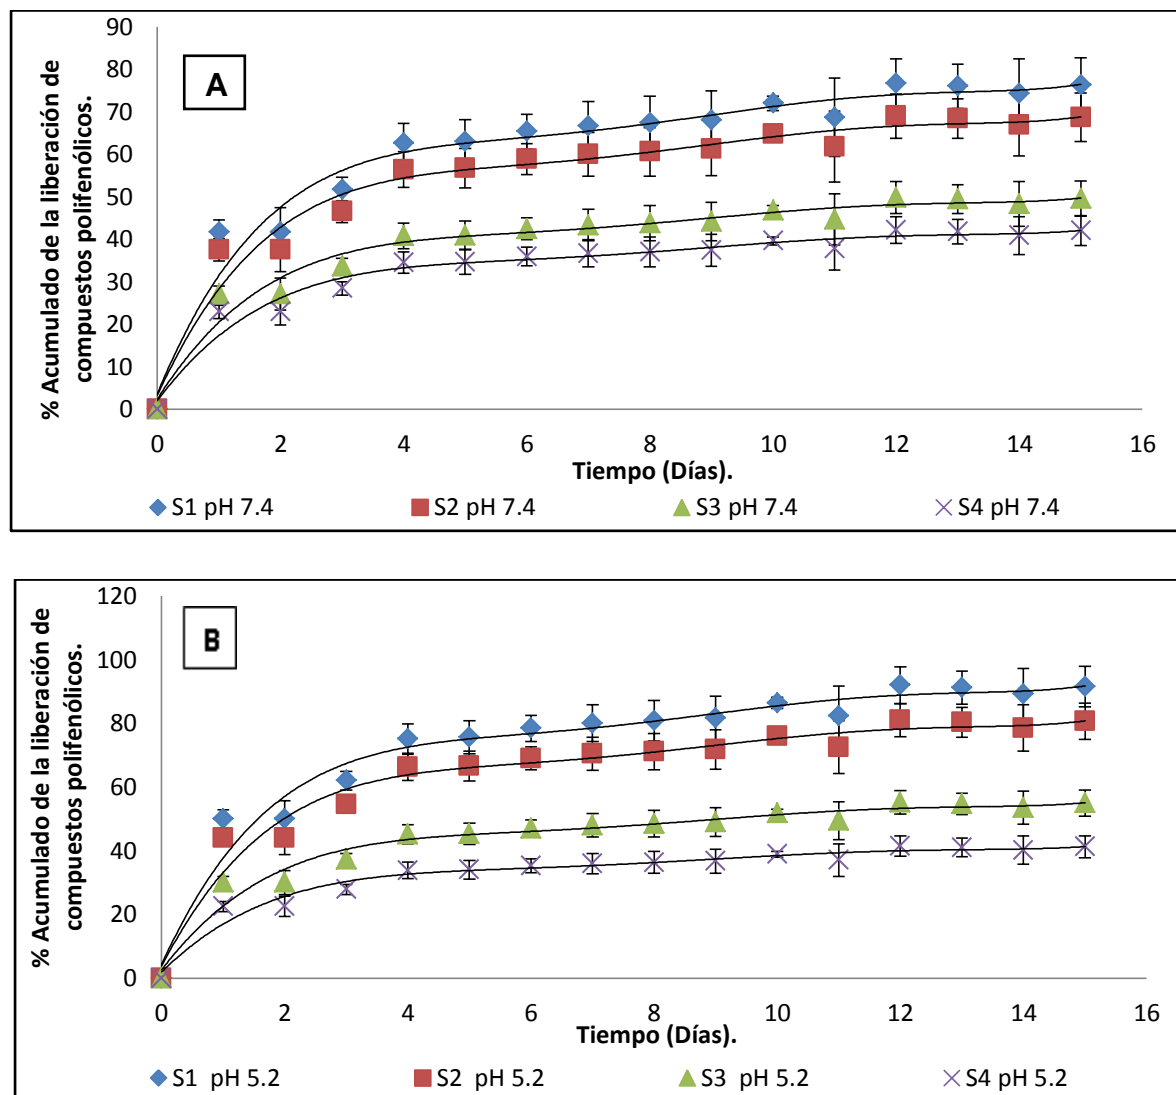 A
% Acumulado de la liberación de
compuestos polifenólicos.
90
80
70
60
50
40
30
20
10
0
0 2 4 6 8 10 12 14 16
Tiempo (Días).
S1 pH 7.4 S2 pH 7.4 S3 pH 7.4 S4 pH 7.4
B
% Acumulado de la liberación de
compuestos polifenólicos.
120
100
80
60
40
20
0
0 2 4 6 8 10 12 14 16
Tiempo (Días).
S1 pH 5.2 S2 pH 5.2 S3 pH 5.2 S4 pH 5.2